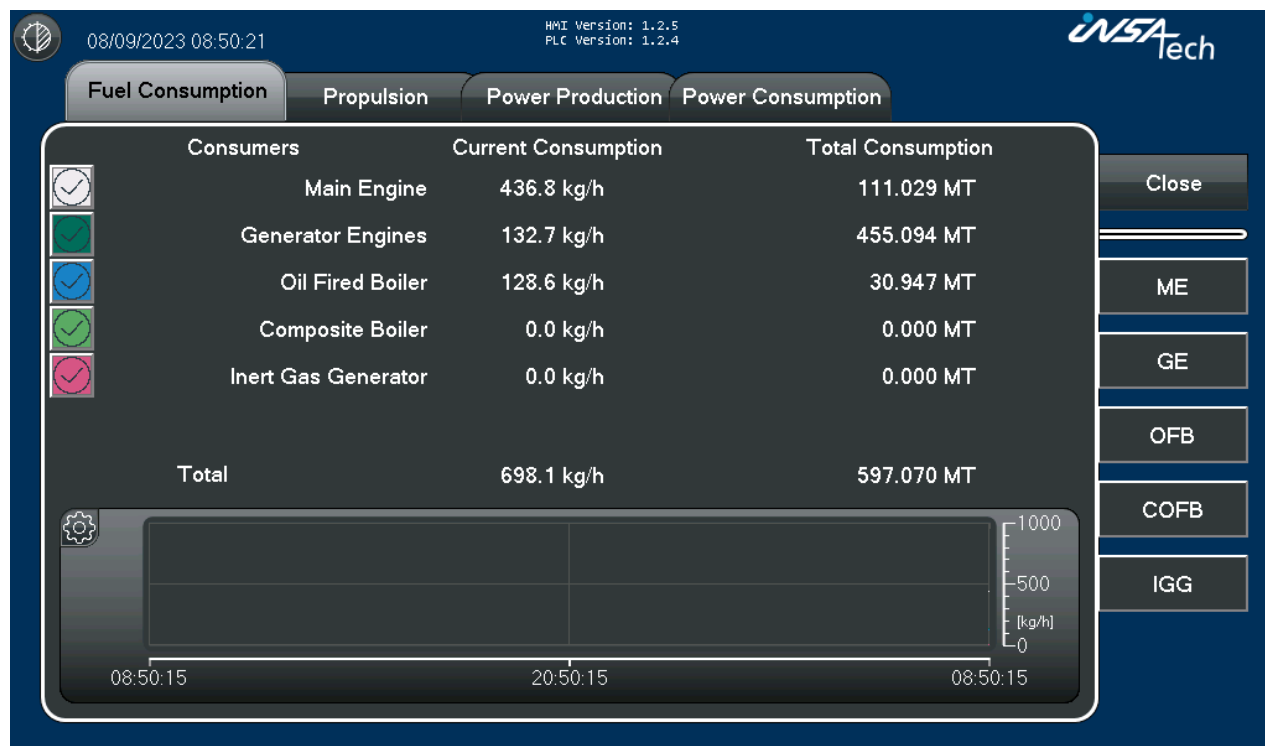 08/09/2023 08:50:21
HMI Version: 1.2.5
PLC Version: 1.2.4
iNSA Tech
Fuel Consumption Propulsion Power Production Power Consumption
Consumers Current Consumption Total Consumption
Main Engine 436.8 kg/h 111.029 MT
Generator Engines 132.7 kg/h 455.094 MT
Oil Fired Boiler 128.6 kg/h 30.947 MT
Composite Boiler 0.0 kg/h 0.000 MT
Inert Gas Generator 0.0 kg/h 0.000 MT
Total 698.1 kg/h 597.070 MT
1000
500
[kg/h]
0
08:50:15 20:50:15 08:50:15
Close
ME
GE
OFB
COFB
IGG